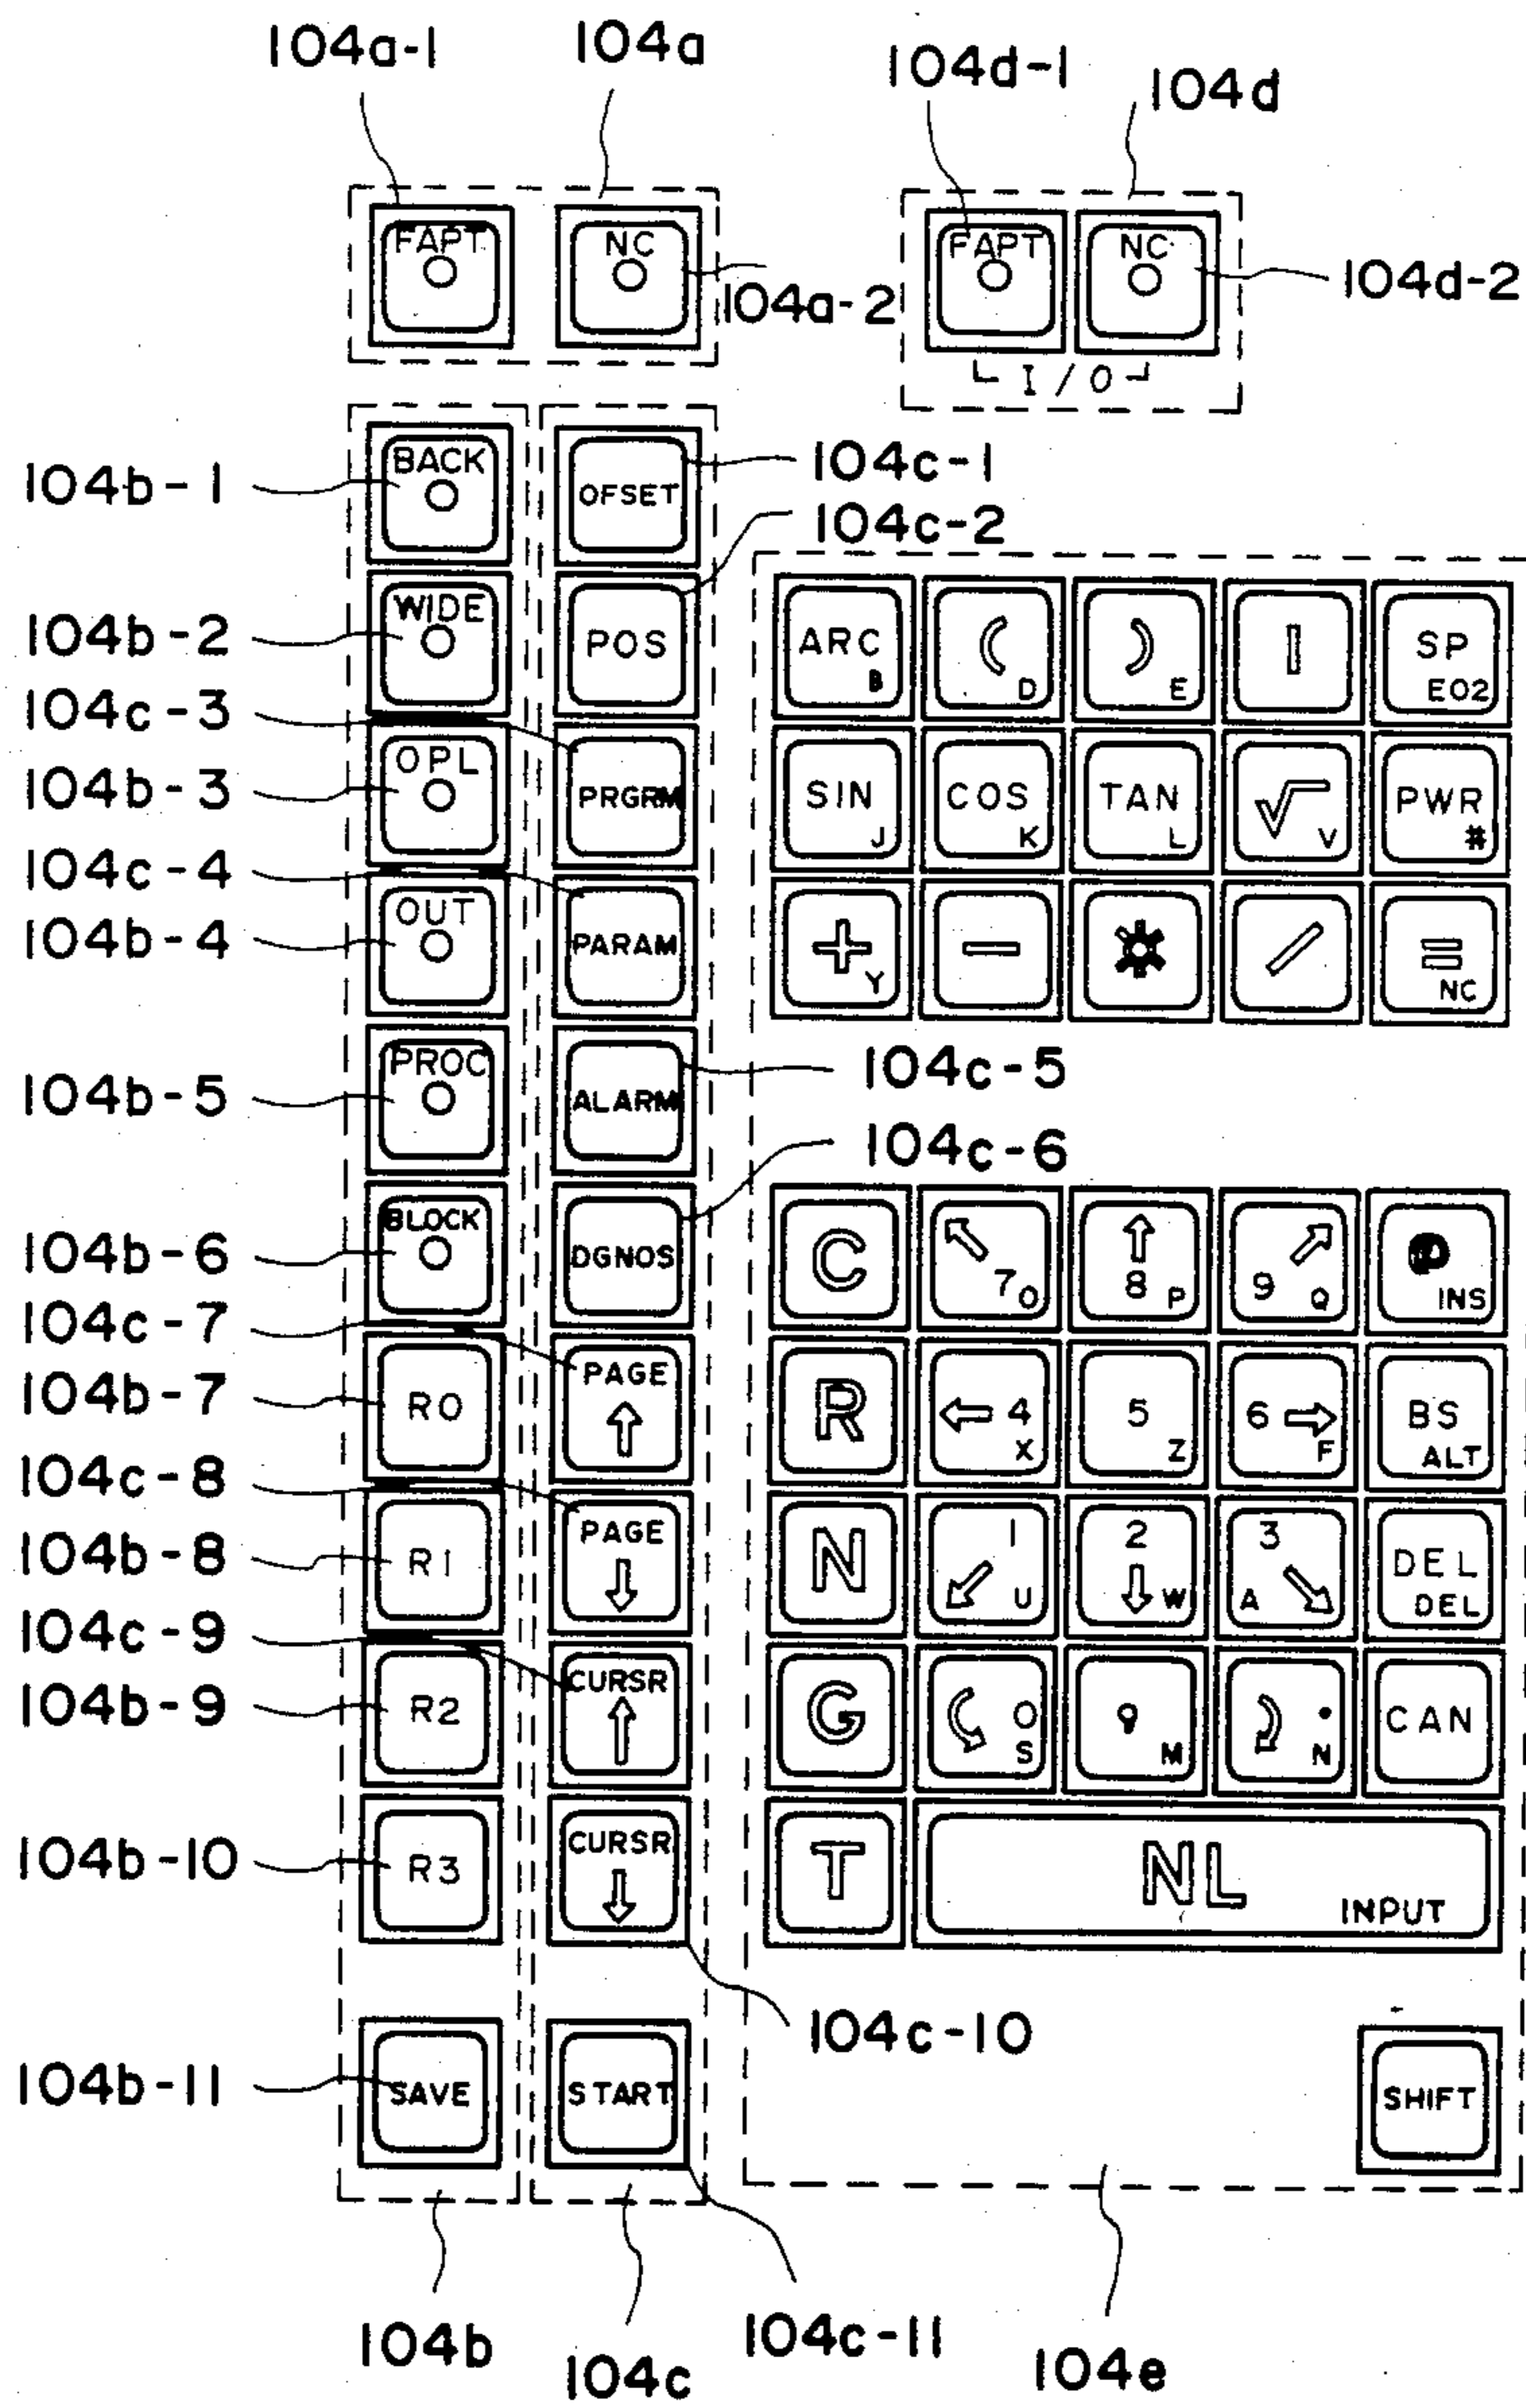 104a-1
104a
104d-1
104d
FAPT
NC
104a-2
FAPT
NC
104d-2
I/O
104b-1
BACK
OFSET
104c-1
104c-2
104b-2
WIDE
POS
ARC B
( D
) E
SP EO2
104c-3
104b-3
OPL
PRGRM
SIN J
COS K
TAN L
√ V
PWR #
104c-4
104b-4
OUT
PARAM
+ Y
−
*
/
= NC
104b-5
PROC
ALARM
104c-5
104c-6
104b-6
BLOCK
DGNOS
C
↖ 7 O
↑ 8 P
9 ↗ Q
INS
104c-7
104b-7
R0
PAGE ↑
R
← 4 X
5 Z
6 → F
BS ALT
104c-8
104b-8
R1
PAGE ↓
N
1 ↙ U
2 ↓ W
3 A ↘
DEL DEL
104c-9
104b-9
R2
CURSR ↑
G
0 S
M
. N
CAN
104b-10
R3
CURSR ↓
T
NL INPUT
104c-10
104b-11
SAVE
START
SHIFT
104b
104c
104c-11
104e